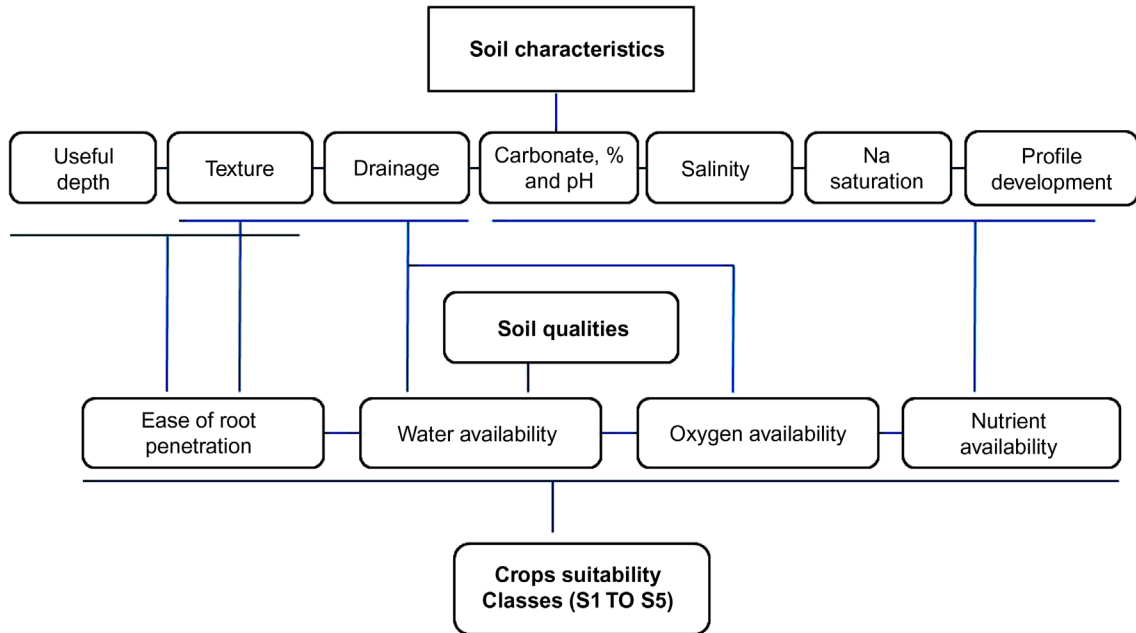 Soil characteristics
Useful
depth
Texture
Drainage
Carbonate, %
and pH
Salinity
Na
saturation
Profile
development
Soil qualities
Ease of root
penetration
Water availability
Oxygen availability
Nutrient
availability
Crops suitability
Classes (S1 TO S5)